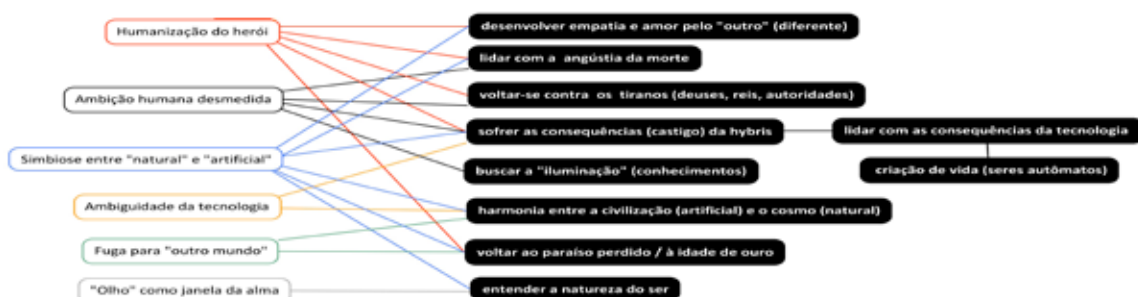 Humanização do herói
Ambição humana desmedida
Simbiose entre "natural" e "artificial"
Ambiguidade da tecnologia
Fuga para "outro mundo"
"Olho" como janela da alma
desenvolver empatia e amor pelo "outro" (diferente)
lidar com a angústia da morte
voltar-se contra os tiranos (deuses, reis, autoridades)
sofrer as consequências (castigo) da hybris
buscar a "iluminação" (conhecimentos)
harmonia entre a civilização (artificial) e o cosmo (natural)
voltar ao paraíso perdido / à idade de ouro
entender a natureza do ser
lidar com as consequências da tecnologia
criação de vida (seres autômatos)